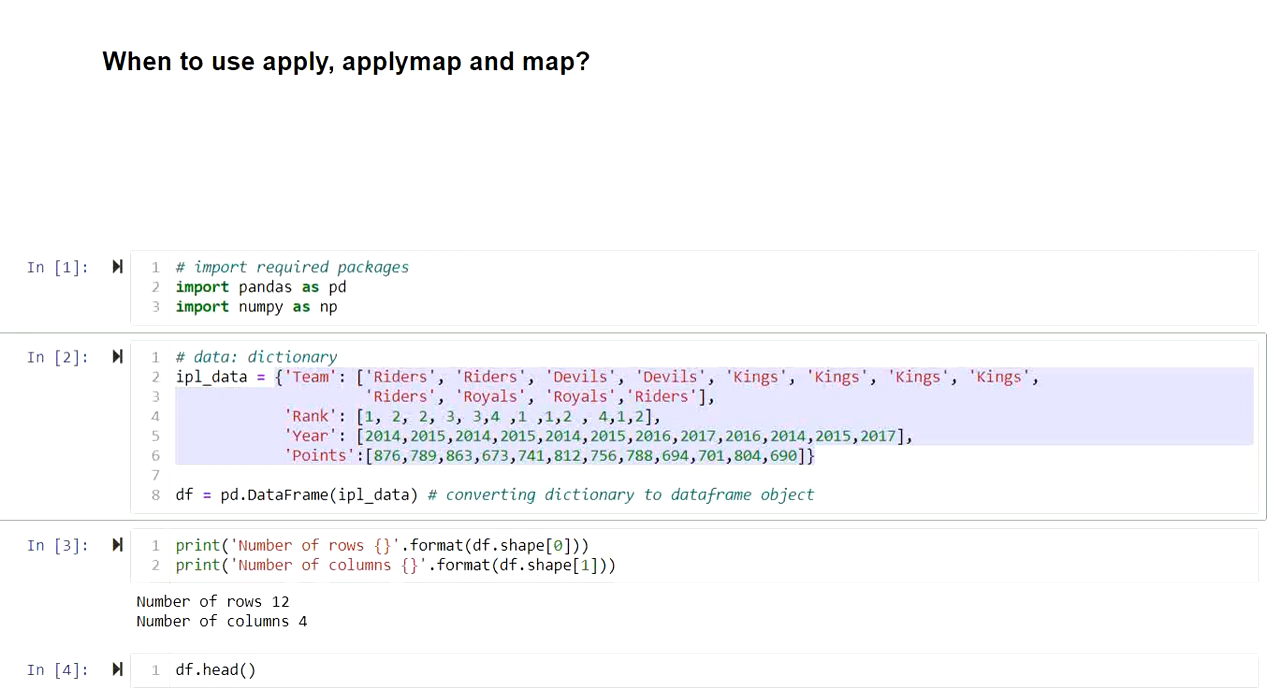 When to use apply, applymap and map?
In [1]:
1 # import required packages
2 import pandas as pd
3 import numpy as np
In [2]:
1 # data: dictionary
2 ipl_data = {'Team': ['Riders', 'Riders', 'Devils', 'Devils', 'Kings', 'Kings', 'Kings', 'Kings',
3 'Riders', 'Royals', 'Royals','Riders'],
4 'Rank': [1, 2, 2, 3, 3,4 ,1 ,1,2 , 4,1,2],
5 'Year': [2014,2015,2014,2015,2014,2015,2016,2017,2016,2014,2015,2017],
6 'Points':[876,789,863,673,741,812,756,788,694,701,804,690]}
7
8 df = pd.DataFrame(ipl_data) # converting dictionary to dataframe object
In [3]:
1 print('Number of rows {}'.format(df.shape[0]))
2 print('Number of columns {}'.format(df.shape[1]))
Number of rows 12
Number of columns 4
In [4]:
1 df.head()